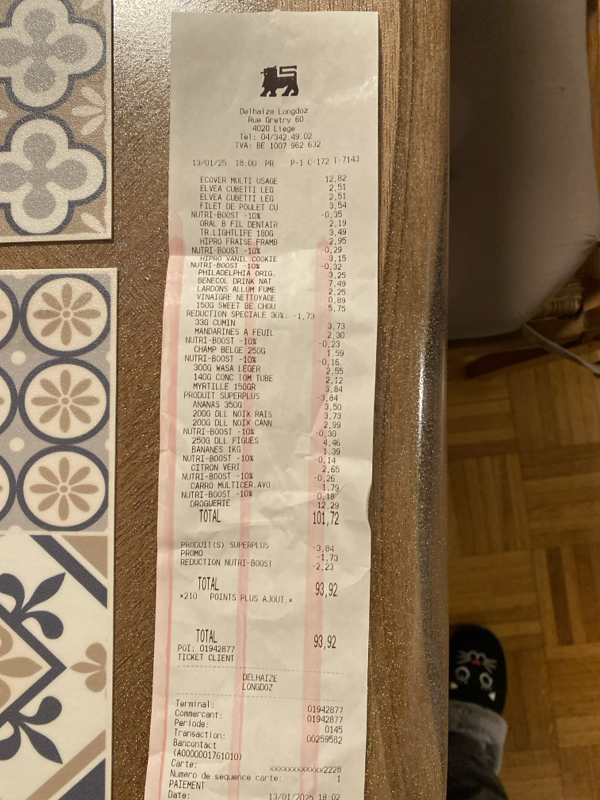 Delhaize Longdoz
Rue Gretry 60
4020 Liege
Tel: 04/342.49.02
TVA: BE 1007 962 632
13/01/25 18:00 PR P-1 C-172 T-7143
ECOVER MULTI USAGE 12,82
ELVEA CUBETTI LEG 2,51
ELVEA CUBETTI LEG 2,51
FILET DE POULET CU 3,54
NUTRI-BOOST -10% -0,35
ORAL B FIL DENTAIR 2,19
TR.LIGHTLIFE 180G 3,49
HIPRO FRAISE FRAMB 2,95
NUTRI-BOOST -10% -0,29
HIPRO VANIL COOKIE 3,15
NUTRI-BOOST -10% -0,32
PHILADELPHIA ORIG. 3,25
BENECOL DRINK NAT 7,49
LARDONS ALLUM FUME 2,25
VINAIGRE NETTOYAGE 0,89
150G SWEET BE CHOU 5,75
REDUCTION SPECIALE 30%: -1,73
33G CUMIN 3,73
MANDARINES A FEUIL 2,30
NUTRI-BOOST -10% -0,23
CHAMP BELGE 250G 1,59
NUTRI-BOOST -10% -0,16
300G WASA LEGER 2,55
140G CONC TOM TUBE 2,12
MYRTILLE 150GR 3,84
PRODUIT SUPERPLUS -3,84
ANANAS 350G 3,50
200G DLL NOIX RAIS 3,73
200G DLL NOIX CANN 2,99
NUTRI-BOOST -10% -0,30
250G DLL FIGUES 4,46
BANANES 1KG 1,39
NUTRI-BOOST -10% -0,14
CITRON VERT 2,65
NUTRI-BOOST -10% -0,26
CARRO MULTICER.AVO 1,79
NUTRI-BOOST -10% -0,18
DROGUERIE 12,29
TOTAL 101,72
PRODUIT(S) SUPERPLUS -3,84
PROMO -1,73
REDUCTION NUTRI-BOOST -2,23
TOTAL 93,92
*210 POINTS PLUS AJOUT.*
TOTAL 93,92
POI: 01942877
TICKET CLIENT
DELHAIZE
LONGDOZ
Terminal: 01942877
Commercant: 01942877
Periode: 0145
Transaction: 00259582
Bancontact
(A0000001761010)
Carte: xxxxxxxxxxxx2228
Numero de sequence carte: 1
PAIEMENT
Date: 13/01/2025 18:02